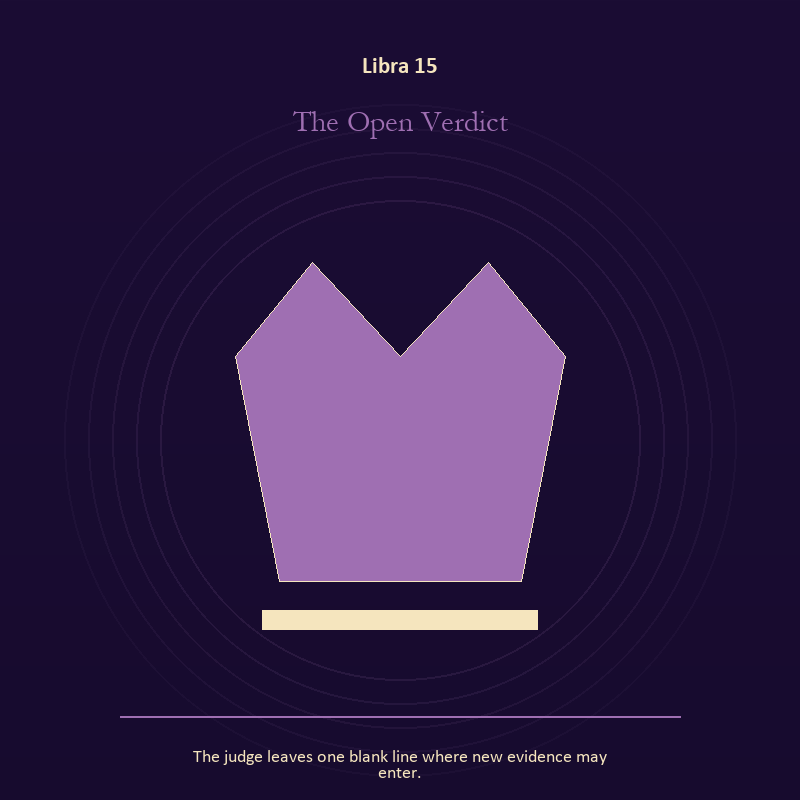 Libra 15
The Open Verdict
The judge leaves one blank line where new evidence may
enter.